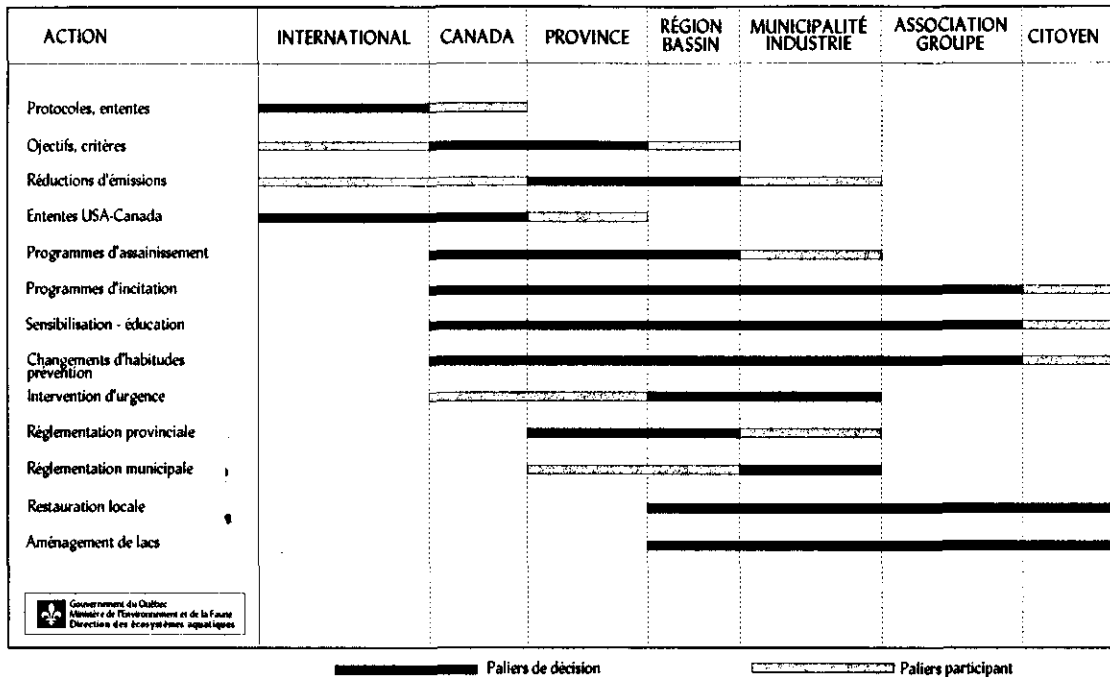 ACTION
INTERNATIONAL
CANADA
PROVINCE
RÉGION
BASSIN
MUNICIPALITÉ
INDUSTRIE
ASSOCIATION
GROUPE
CITOYEN
Protocoles, ententes
Ojectifs, critères
Réductions d'émissions
Ententes USA-Canada
Programmes d'assainissement
Programmes d'incitation
Sensibilisation - éducation
Changements d'habitudes
prévention
Intervention d'urgence
Réglementation provinciale
Réglementation municipale
Restauration locale
Aménagement de lacs
Gouvernement du Québec
Ministère de l'Environnement et de la Faune
Direction des écosystèmes aquatiques
Paliers de décision
Paliers participant